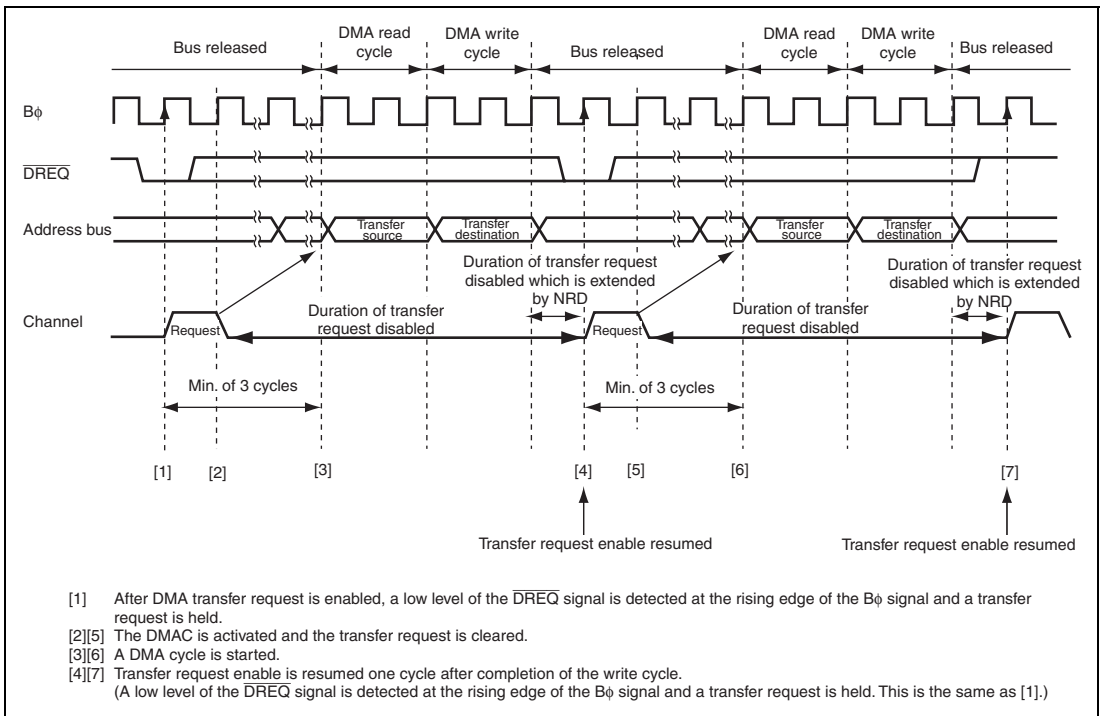 Bus released
DMA read cycle
DMA write cycle
Bus released
DMA read cycle
DMA write cycle
Bus released
Bφ
DREQ
Address bus
Transfer source
Transfer destination
Transfer source
Transfer destination
Duration of transfer request disabled which is extended by NRD
Duration of transfer request disabled which is extended by NRD
Channel
Request
Duration of transfer request disabled
Request
Duration of transfer request disabled
Min. of 3 cycles
Min. of 3 cycles
[1]
[2]
[3]
[4]
[5]
[6]
[7]
Transfer request enable resumed
Transfer request enable resumed
[1] After DMA transfer request is enabled, a low level of the DREQ signal is detected at the rising edge of the Bφ signal and a transfer
request is held.
[2][5] The DMAC is activated and the transfer request is cleared.
[3][6] A DMA cycle is started.
[4][7] Transfer request enable is resumed one cycle after completion of the write cycle.
(A low level of the DREQ signal is detected at the rising edge of the Bφ signal and a transfer request is held. This is the same as [1].)